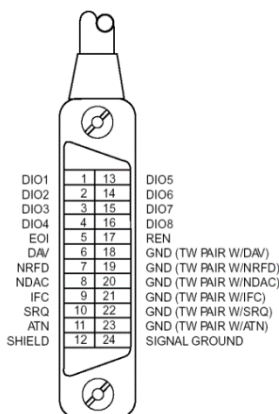 DIO1 1 13 DIO5
DIO2 2 14 DIO6
DIO3 3 15 DIO7
DIO4 4 16 DIO8
EOI 5 17 REN
DAV 6 18 GND (TW PAIR W/DAV)
NRFD 7 19 GND (TW PAIR W/NRFD)
NDAC 8 20 GND (TW PAIR W/NDAC)
IFC 9 21 GND (TW PAIR W/IFC)
SRQ 10 22 GND (TW PAIR W/SRQ)
ATN 11 23 GND (TW PAIR W/ATN)
SHIELD 12 24 SIGNAL GROUND